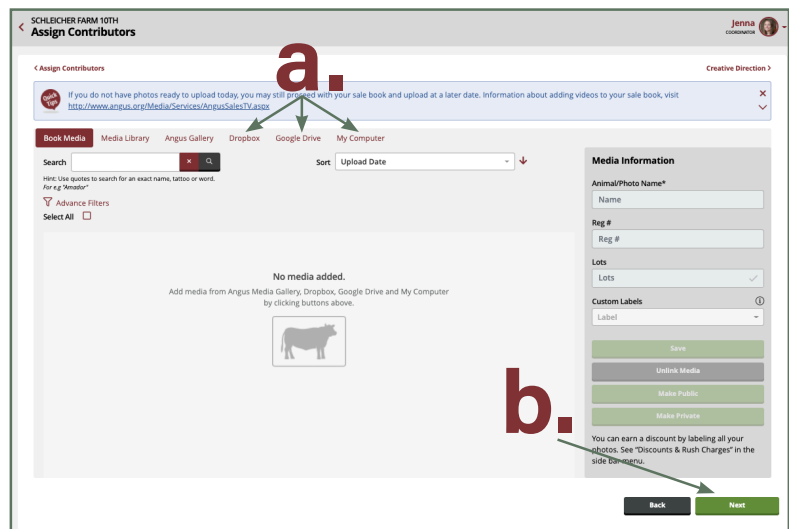 SCHLEICHER FARM 10TH
Assign Contributors
Jenna
COORDINATOR
Assign Contributors
Creative Direction
a.
Quick Tips
If you do not have photos ready to upload today, you may still proceed with your sale book and upload at a later date. Information about adding videos to your sale book, visit
http://www.angus.org/Media/Services/AngusSalesTV.aspx
Book Media Media Library Angus Gallery Dropbox Google Drive My Computer
Search Sort Upload Date
Hint: Use quotes to search for an exact name, tattoo or word.
For e.g "Amador"
Advance Filters
Select All
No media added.
Add media from Angus Media Gallery, Dropbox, Google Drive and My Computer
by clicking buttons above.
Media Information
Animal/Photo Name*
Name
Reg #
Reg #
Lots
Lots
Custom Labels
Label
Save
Unlink Media
Make Public
Make Private
b.
You can earn a discount by labeling all your
photos. See "Discounts & Rush Charges" in the
side bar menu.
Back Next